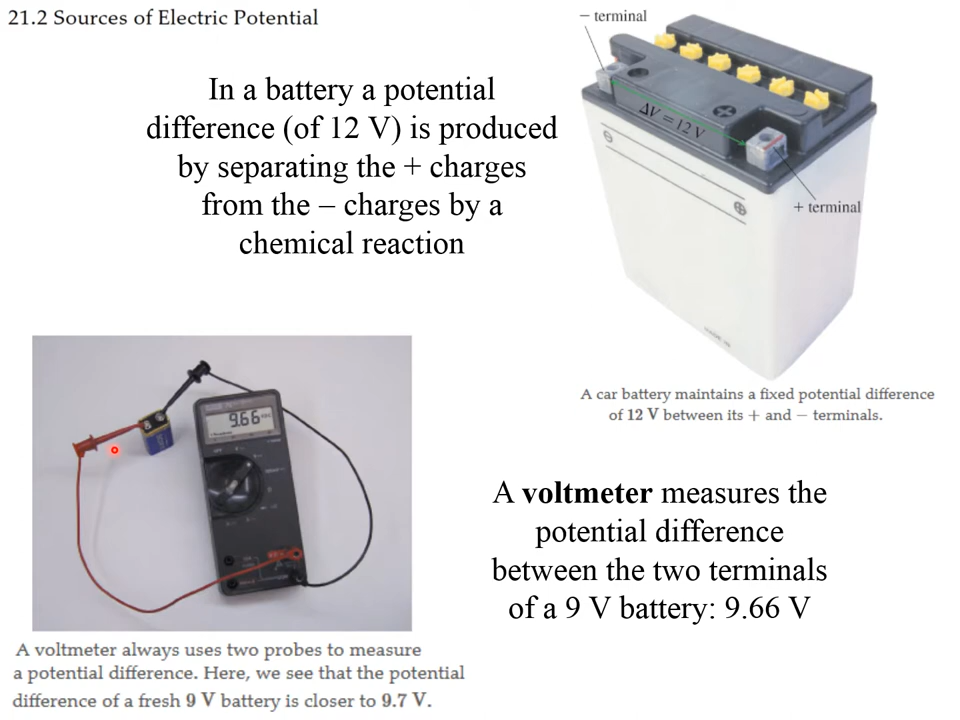 21.2 Sources of Electric Potential
− terminal
In a battery a potential
difference (of 12 V) is produced
by separating the + charges
from the – charges by a
chemical reaction
ΔV = 12 V
+ terminal
A car battery maintains a fixed potential difference
of 12 V between its + and − terminals.
9.66
A voltmeter measures the
potential difference
between the two terminals
of a 9 V battery: 9.66 V
A voltmeter always uses two probes to measure
a potential difference. Here, we see that the potential
difference of a fresh 9 V battery is closer to 9.7 V.